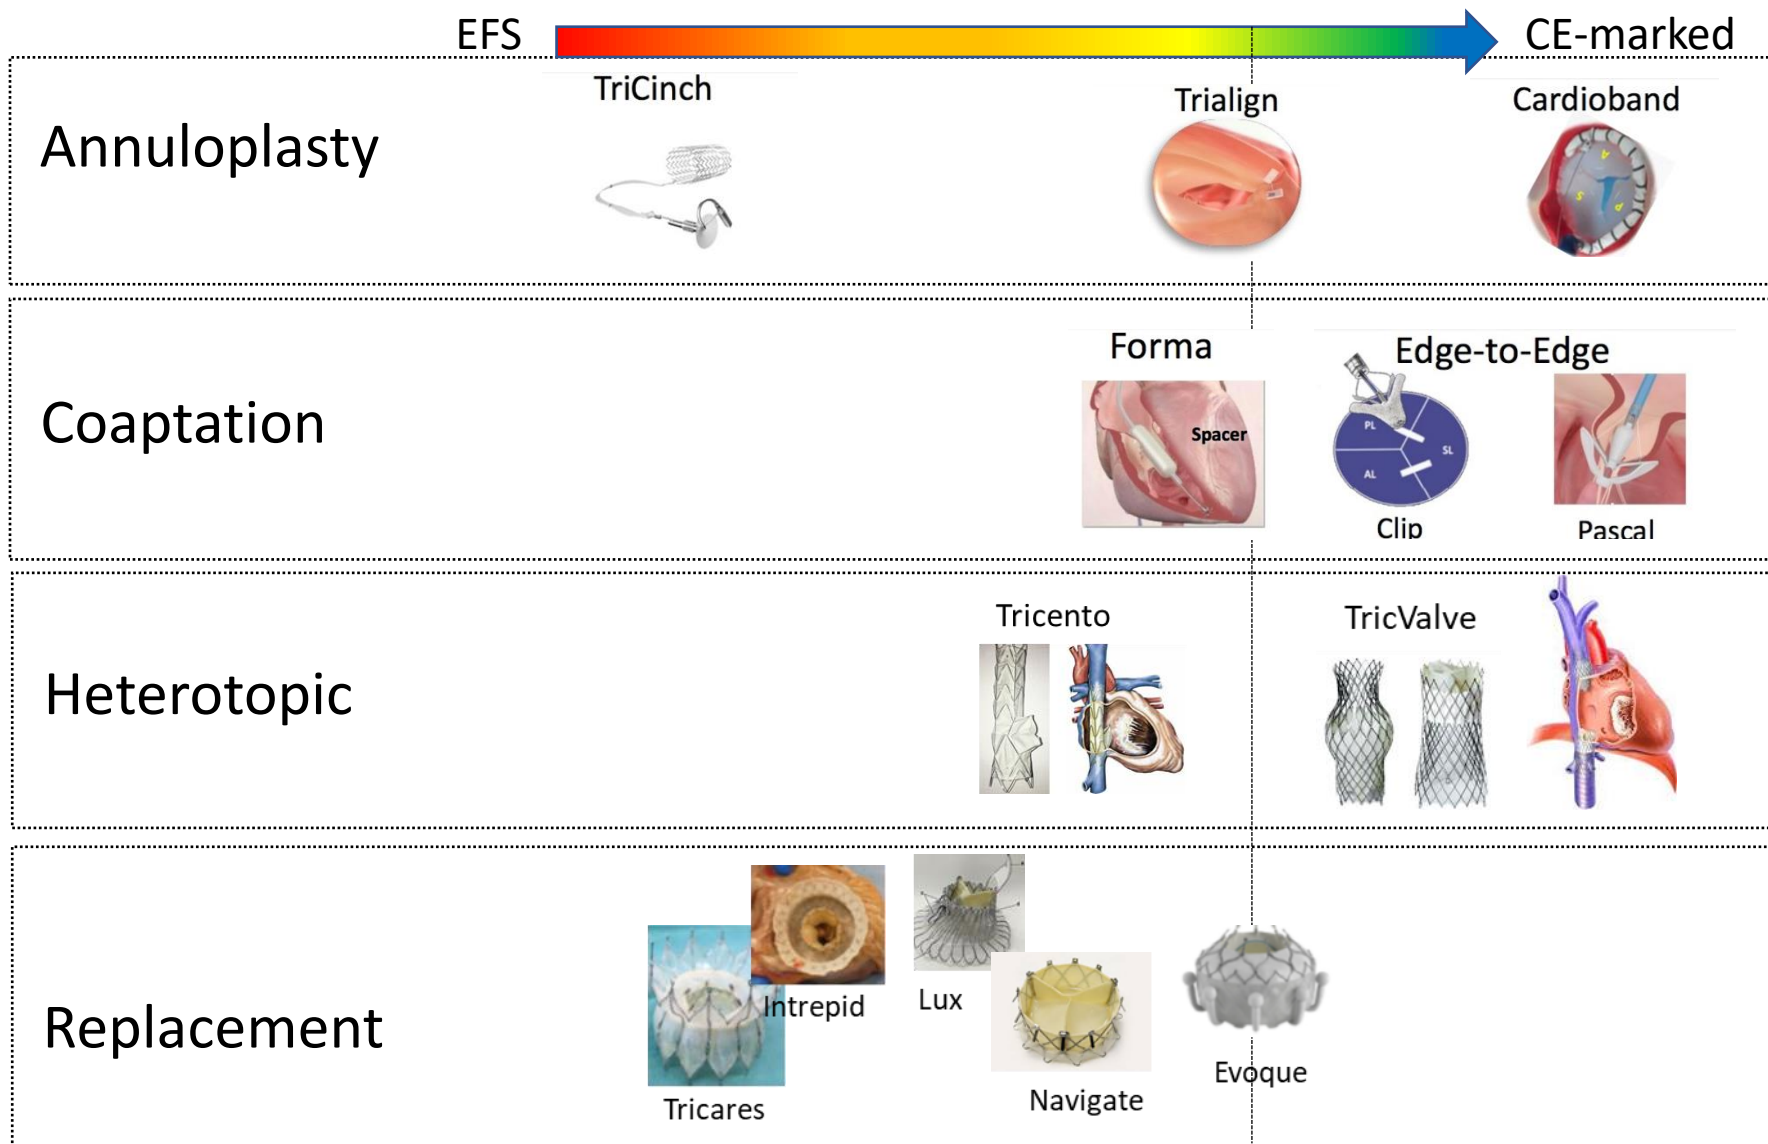 EFS
CE-marked
Annuloplasty
TriCinch
Trialign
Cardioband
A
S
P
Coaptation
Forma
Spacer
Edge-to-Edge
PL
SL
AL
Clip
Pascal
Heterotopic
Tricento
TricValve
Replacement
Intrepid
Lux
Tricares
Navigate
Evoque